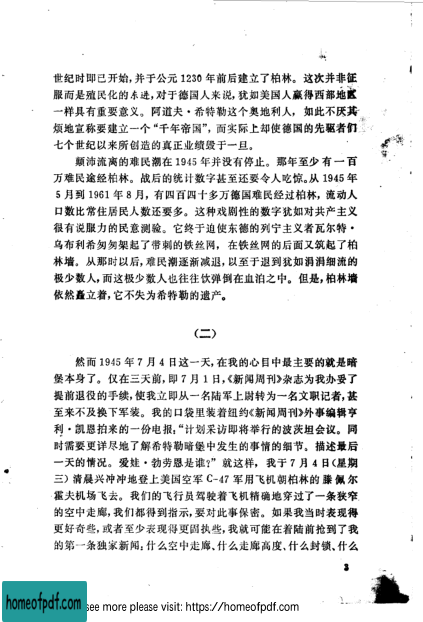 世纪时即已开始，并于公元1230年前后建立了柏林。这次并非征
服而是殖民化的东进，对于德国人来说，犹如美国人赢得西部地区
一样具有重要意义。阿道夫·希特勒这个奥地利人，如此不厌其
烦地宣称要建立一个“千年帝国”，而实际上却使德国的先驱者们
七个世纪以来所创造的真正业绩毁于一旦。
颠沛流离的难民潮在1945年并没有停止。那年至少有一百
万难民途经柏林。战后的统计数字甚至还要令人吃惊。从1945年
5月到1961年8月，有四百四十多万德国难民经过柏林，流动人
口数比常住居民人数还要多。这种戏剧性的数字犹如对共产主义
很有说服力的民意测验。它终于迫使东德的列宁主义者瓦尔特·
乌布利希匆匆架起了带刺的铁丝网，在铁丝网的后面又筑起了柏
林墙。从那时以后，难民潮逐渐减退，以至于退到犹如涓涓细流的
极少数人，而这极少数人也往往饮弹倒在血泊之中。但是，柏林墙
依然矗立着，它不失为希特勒的遗产。
（二）
然而1945年7月4日这一天，在我的心目中最主要的就是暗
堡本身了。仅在三天前，即7月1日，《新闻周刊》杂志为我办妥了
提前退役的手续，使我立即从一名陆军上尉转为一名文职记者，甚
至来不及换下军装。我的口袋里装着纽约《新闻周刊》外事编辑亨
利·凯恩拍来的一份电报：“计划采访即将举行的波茨坦会议。同
时需要更详尽地了解希特勒暗堡中发生的事情的细节。描述最后
一天的情况。爱娃·勃劳恩是谁？”就这样，我于7月4日（星期
三）清晨兴冲冲地登上美国空军C-47军用飞机朝柏林的滕佩尔
霍夫机场飞去。我们的飞行员驾驶着飞机精确地穿过了一条狭窄
的空中走廊，我们都得到指示，要对此事保密。如果我当时表现得
更好奇些，或者至少表现得更固执些，我就可能在着陆前抢到了我
的第一条独家新闻：什么空中走廊、什么走廊高度、什么封锁、什么
3
homeofpdf.com
see more please visit: https://homeofpdf.com